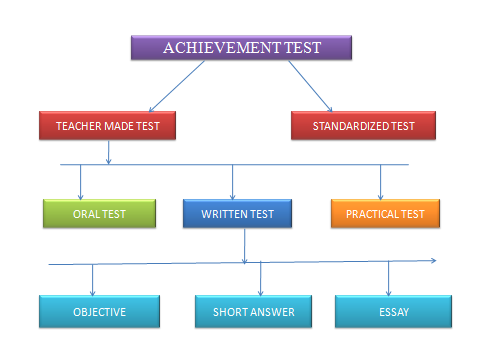 ACHIEVEMENT TEST
TEACHER MADE TEST
STANDARDIZED TEST
ORAL TEST
WRITTEN TEST
PRACTICAL TEST
OBJECTIVE
SHORT ANSWER
ESSAY